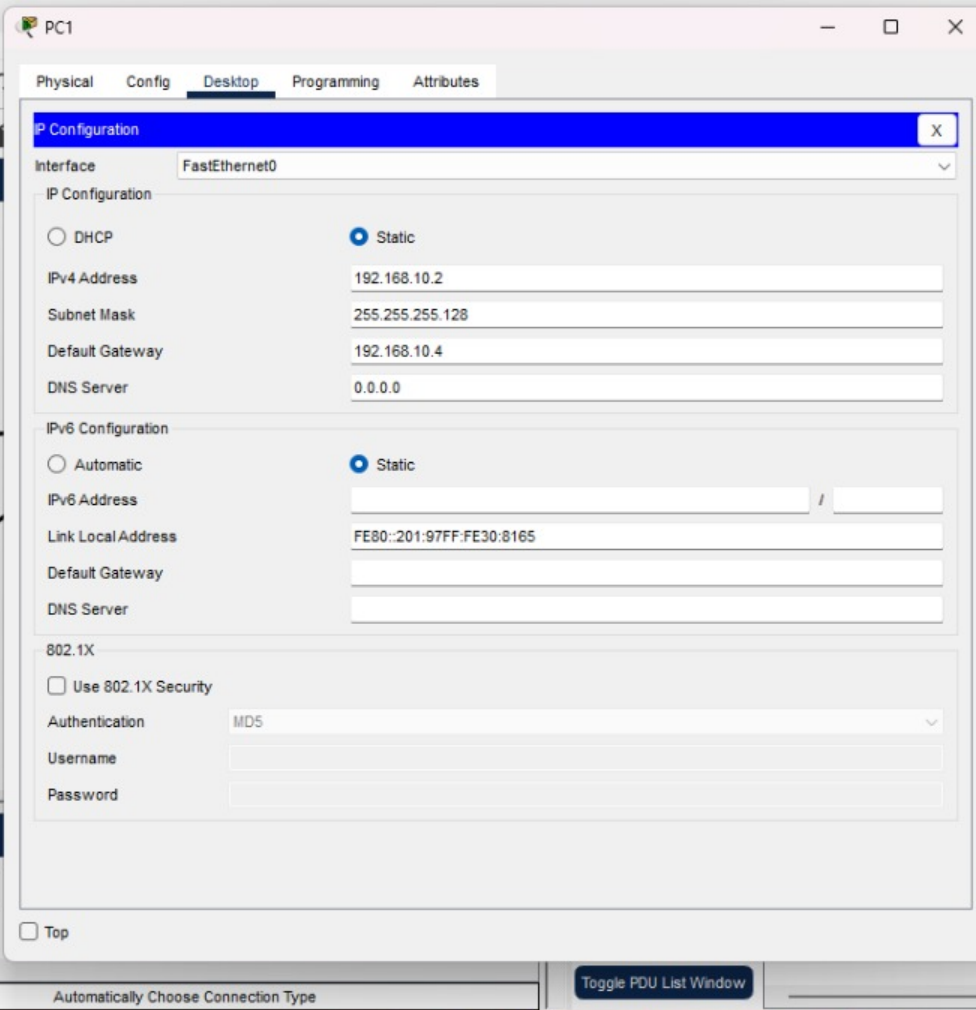 PC1
Physical Config Desktop Programming Attributes
IP Configuration X
Interface FastEthernet0
IP Configuration
DHCP Static
IPv4 Address 192.168.10.2
Subnet Mask 255.255.255.128
Default Gateway 192.168.10.4
DNS Server 0.0.0.0
IPv6 Configuration
Automatic Static
IPv6 Address /
Link Local Address FE80::201:97FF:FE30:8165
Default Gateway
DNS Server
802.1X
Use 802.1X Security
Authentication MD5
Username
Password
Top
Toggle PDU List Window
Automatically Choose Connection Type